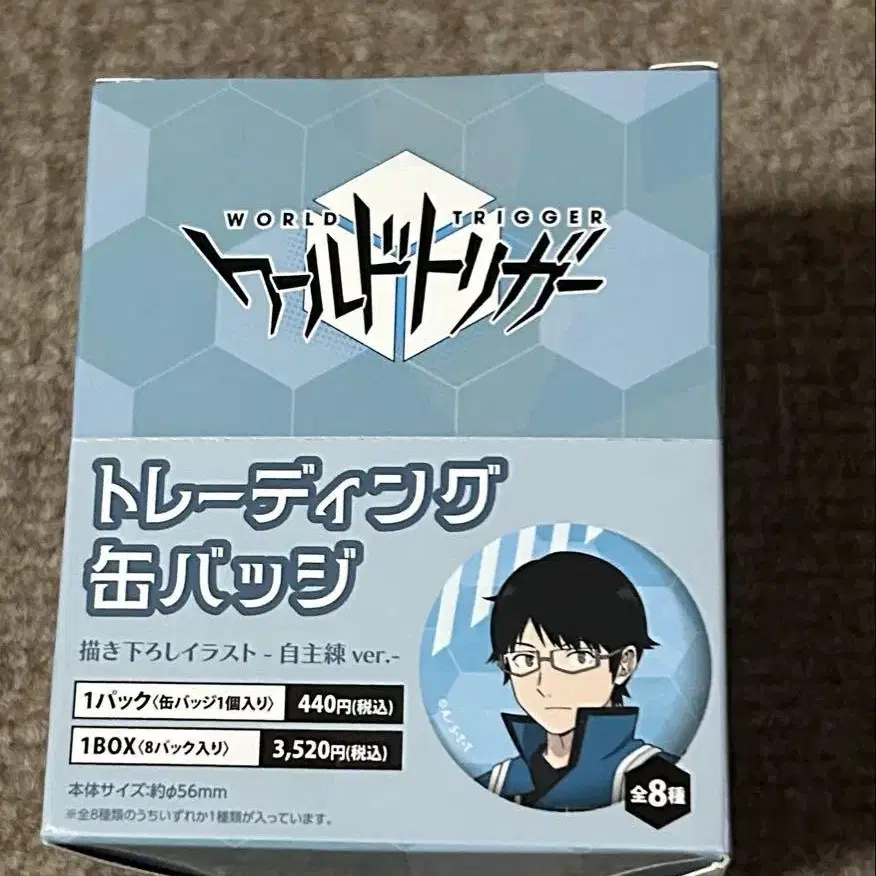 WORLD TRIGGER
ワールドトリガー
トレーディング
缶バッジ
描き下ろしイラスト - 自主練 ver.-
1パック〈缶バッジ1個入り〉 440円(税込)
1BOX〈8パック入り〉 3,520円(税込)
本体サイズ:約φ56mm
※全8種類のうちいずれか1種類が入っています。
全8種